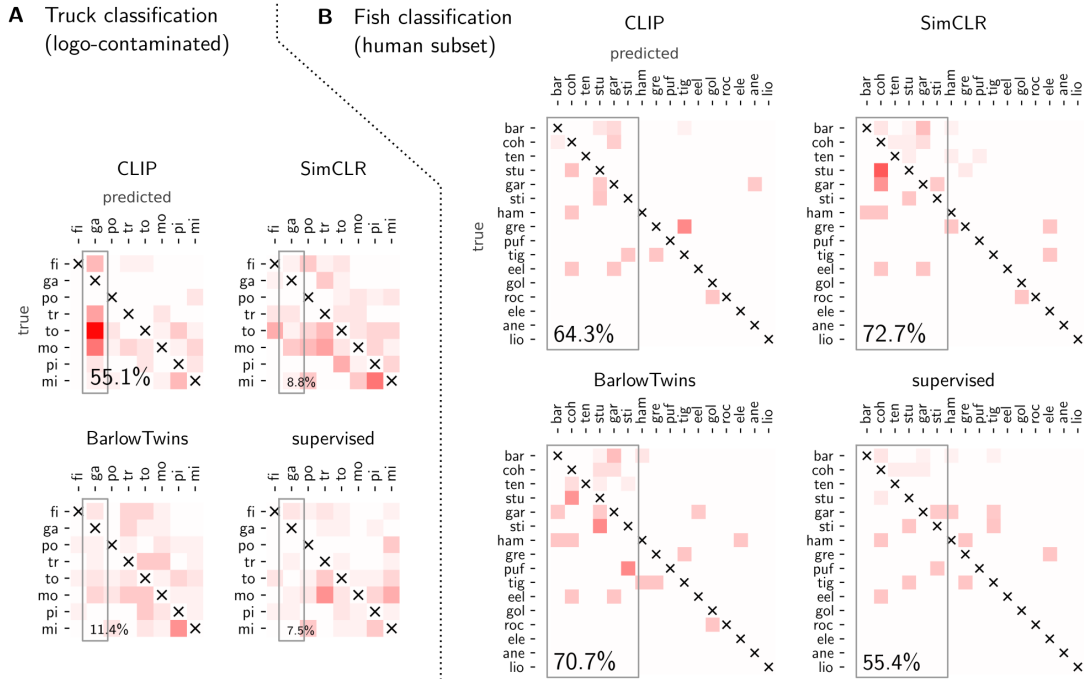 A Truck classification
(logo-contaminated)
CLIP
predicted
fi ga po tr to mo pi mi
true
fi
ga
po
tr
to
mo
pi
mi
55.1%
SimCLR
fi ga po tr to mo pi mi
fi
ga
po
tr
to
mo
pi
mi
8.8%
BarlowTwins
fi ga po tr to mo pi mi
fi
ga
po
tr
to
mo
pi
mi
11.4%
supervised
fi ga po tr to mo pi mi
fi
ga
po
tr
to
mo
pi
mi
7.5%
B Fish classification
(human subset)
CLIP
predicted
bar coh ten stu gar sti ham gre puf tig eel gol roc ele ane lio
true
bar
coh
ten
stu
gar
sti
ham
gre
puf
tig
eel
gol
roc
ele
ane
lio
64.3%
SimCLR
bar coh ten stu gar sti ham gre puf tig eel gol roc ele ane lio
bar
coh
ten
stu
gar
sti
ham
gre
puf
tig
eel
gol
roc
ele
ane
lio
72.7%
BarlowTwins
bar coh ten stu gar sti ham gre puf tig eel gol roc ele ane lio
bar
coh
ten
stu
gar
sti
ham
gre
puf
tig
eel
gol
roc
ele
ane
lio
70.7%
supervised
bar coh ten stu gar sti ham gre puf tig eel gol roc ele ane lio
bar
coh
ten
stu
gar
sti
ham
gre
puf
tig
eel
gol
roc
ele
ane
lio
55.4%